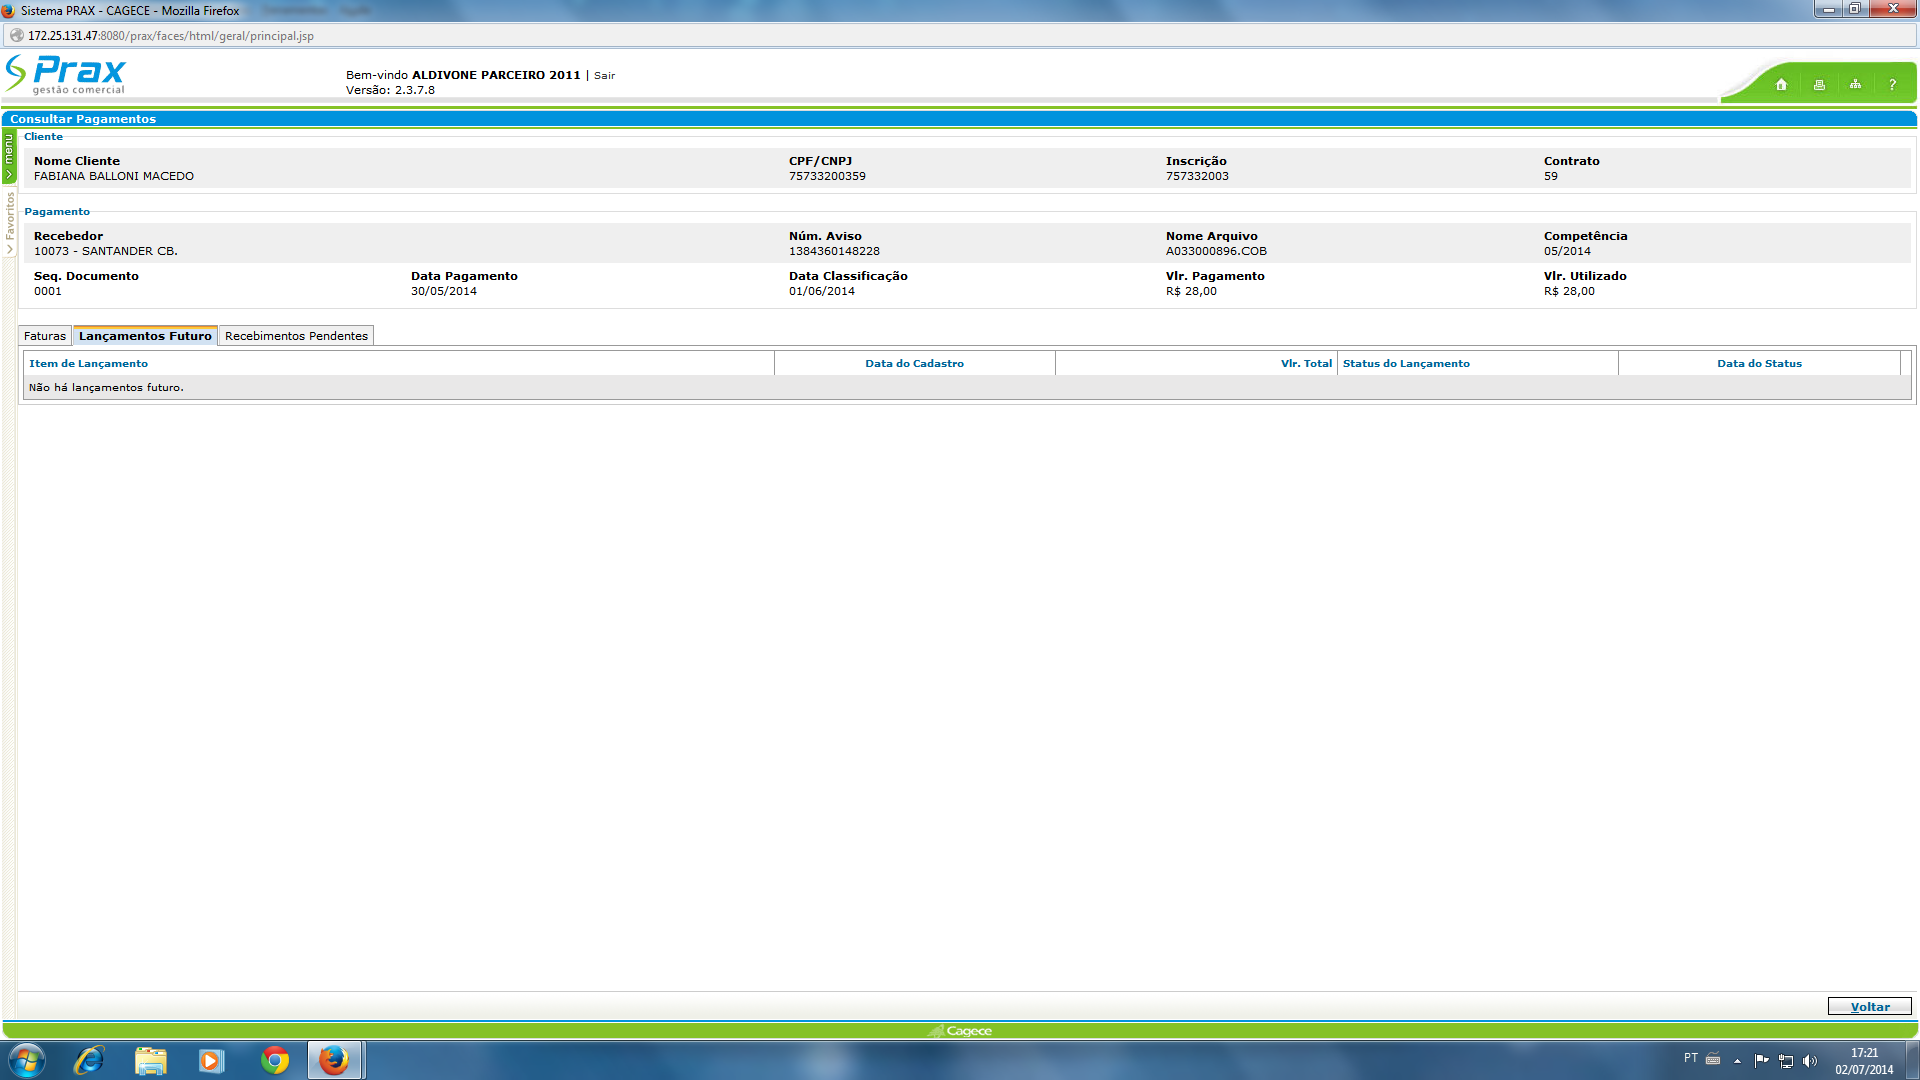 Sistema PRAX - CAGECE - Mozilla Firefox
172.25.131.47:8080/prax/faces/html/geral/principal.jsp
Prax
gestão comercial
Bem-vindo ALDIVONE PARCEIRO 2011 | Sair
Versão: 2.3.7.8
?
Consultar Pagamentos
menu
Favoritos
Cliente
Nome Cliente CPF/CNPJ Inscrição Contrato
FABIANA BALLONI MACEDO 75733200359 757332003 59
Pagamento
Recebedor Núm. Aviso Nome Arquivo Competência
10073 - SANTANDER CB. 1384360148228 A033000896.COB 05/2014
Seq. Documento Data Pagamento Data Classificação Vlr. Pagamento Vlr. Utilizado
0001 30/05/2014 01/06/2014 R$ 28,00 R$ 28,00
Faturas Lançamentos Futuro Recebimentos Pendentes
Item de Lançamento Data do Cadastro Vlr. Total Status do Lançamento Data do Status
Não há lançamentos futuro.
Voltar
Cagece
PT
17:21
02/07/2014